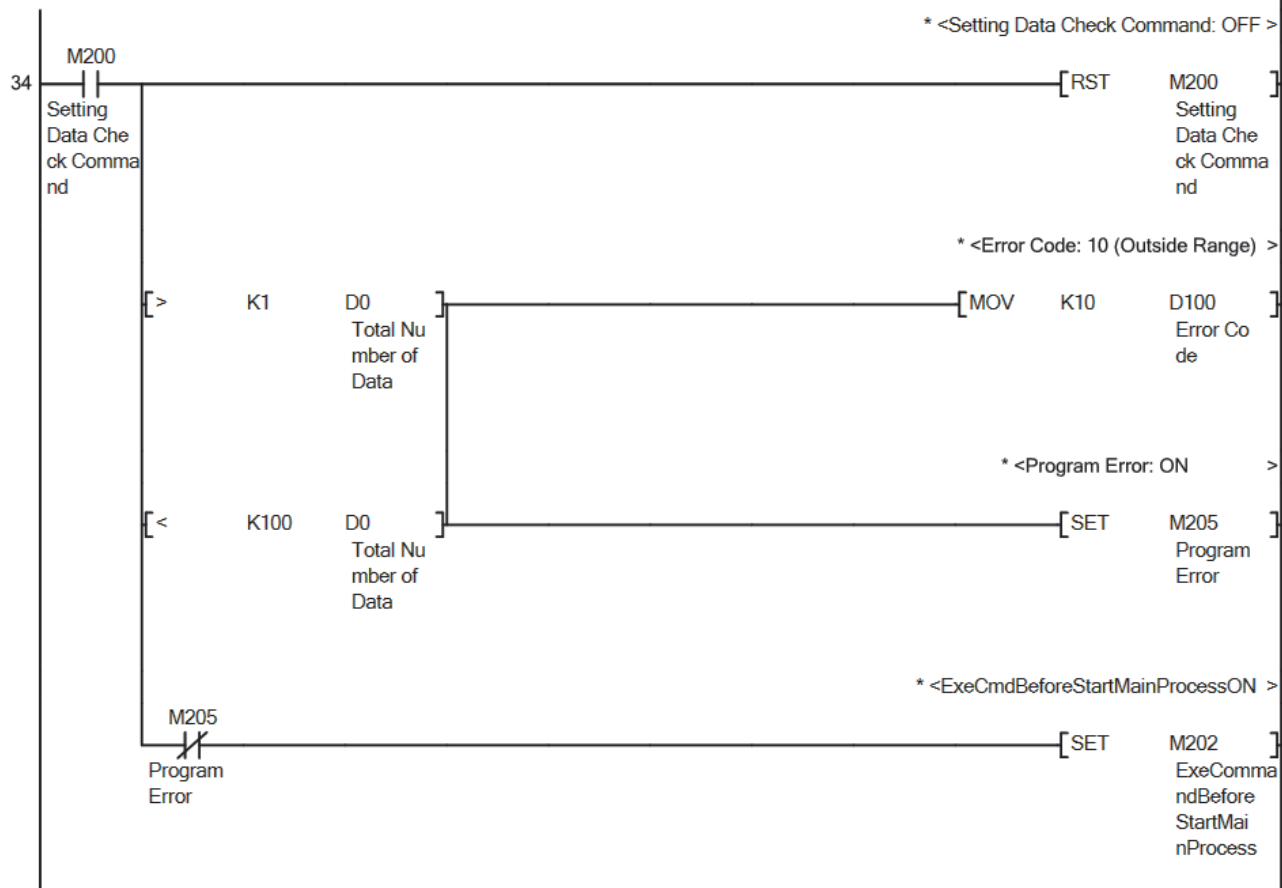 * <Setting Data Check Command: OFF >
M200
34
[RST M200 ]
Setting
Data Che
ck Comma
nd
Setting
Data Che
ck Comma
nd
* <Error Code: 10 (Outside Range) >
[> K1 D0 ]
[MOV K10 D100 ]
Total Nu
mber of
Data
Error Co
de
* <Program Error: ON >
[< K100 D0 ]
[SET M205 ]
Total Nu
mber of
Data
Program
Error
* <ExeCmdBeforeStartMainProcessON >
M205
[SET M202 ]
Program
Error
ExeComma
ndBefore
StartMai
nProcess